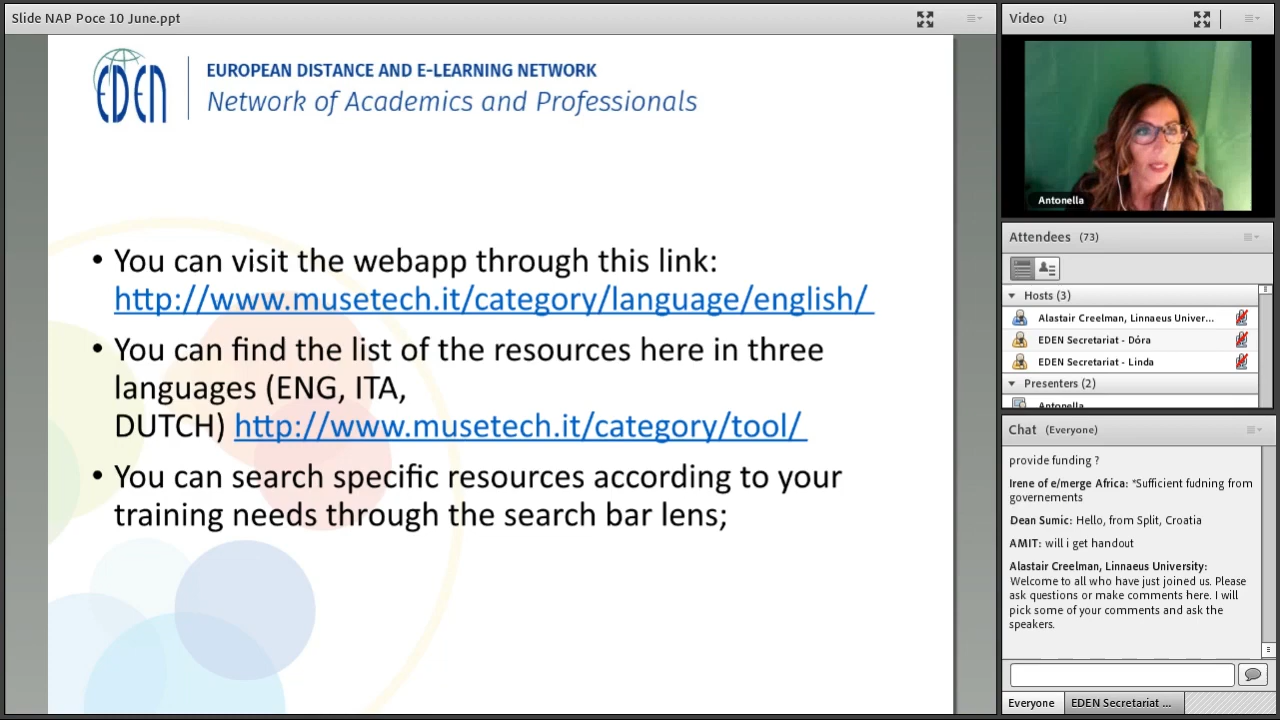 Slide NAP Poce 10 June.ppt
EDEN
EUROPEAN DISTANCE AND E-LEARNING NETWORK
Network of Academics and Professionals
• You can visit the webapp through this link:
http://www.musetech.it/category/language/english/
• You can find the list of the resources here in three
languages (ENG, ITA,
DUTCH) http://www.musetech.it/category/tool/
• You can search specific resources according to your
training needs through the search bar lens;
Video (1)
Antonella
Attendees (73)
Hosts (3)
Alastair Creelman, Linnaeus Univer...
EDEN Secretariat - Dóra
EDEN Secretariat - Linda
Presenters (2)
Antonella
Chat (Everyone)
provide funding ?
Irene of e/merge Africa: *Sufficient fudning from
governements
Dean Sumic: Hello, from Split, Croatia
AMIT: will i get handout
Alastair Creelman, Linnaeus University:
Welcome to all who have just joined us. Please
ask questions or make comments here. I will
pick some of your comments and ask the
speakers.
Everyone
EDEN Secretariat ...